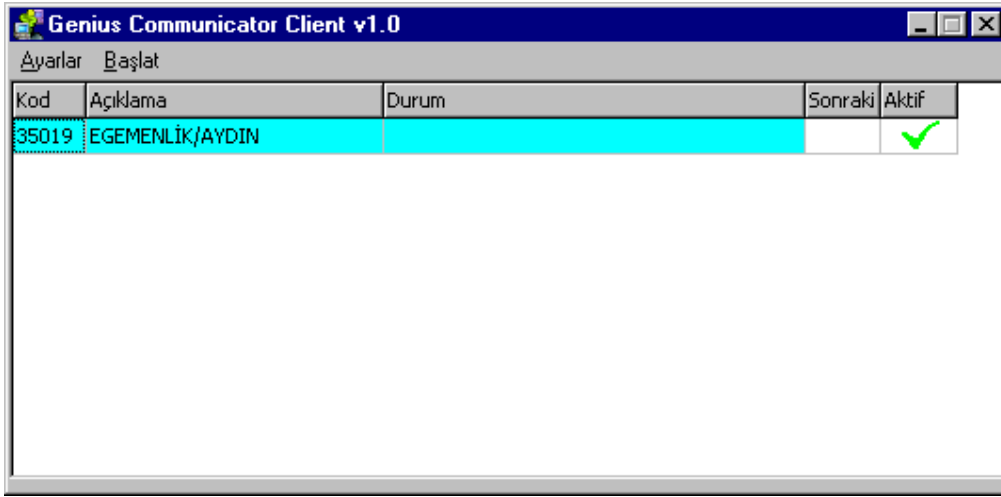 Genius Communicator Client v1.0
Ayarlar Başlat
Kod Açıklama Durum Sonraki Aktif
35019 EGEMENLİK/AYDIN